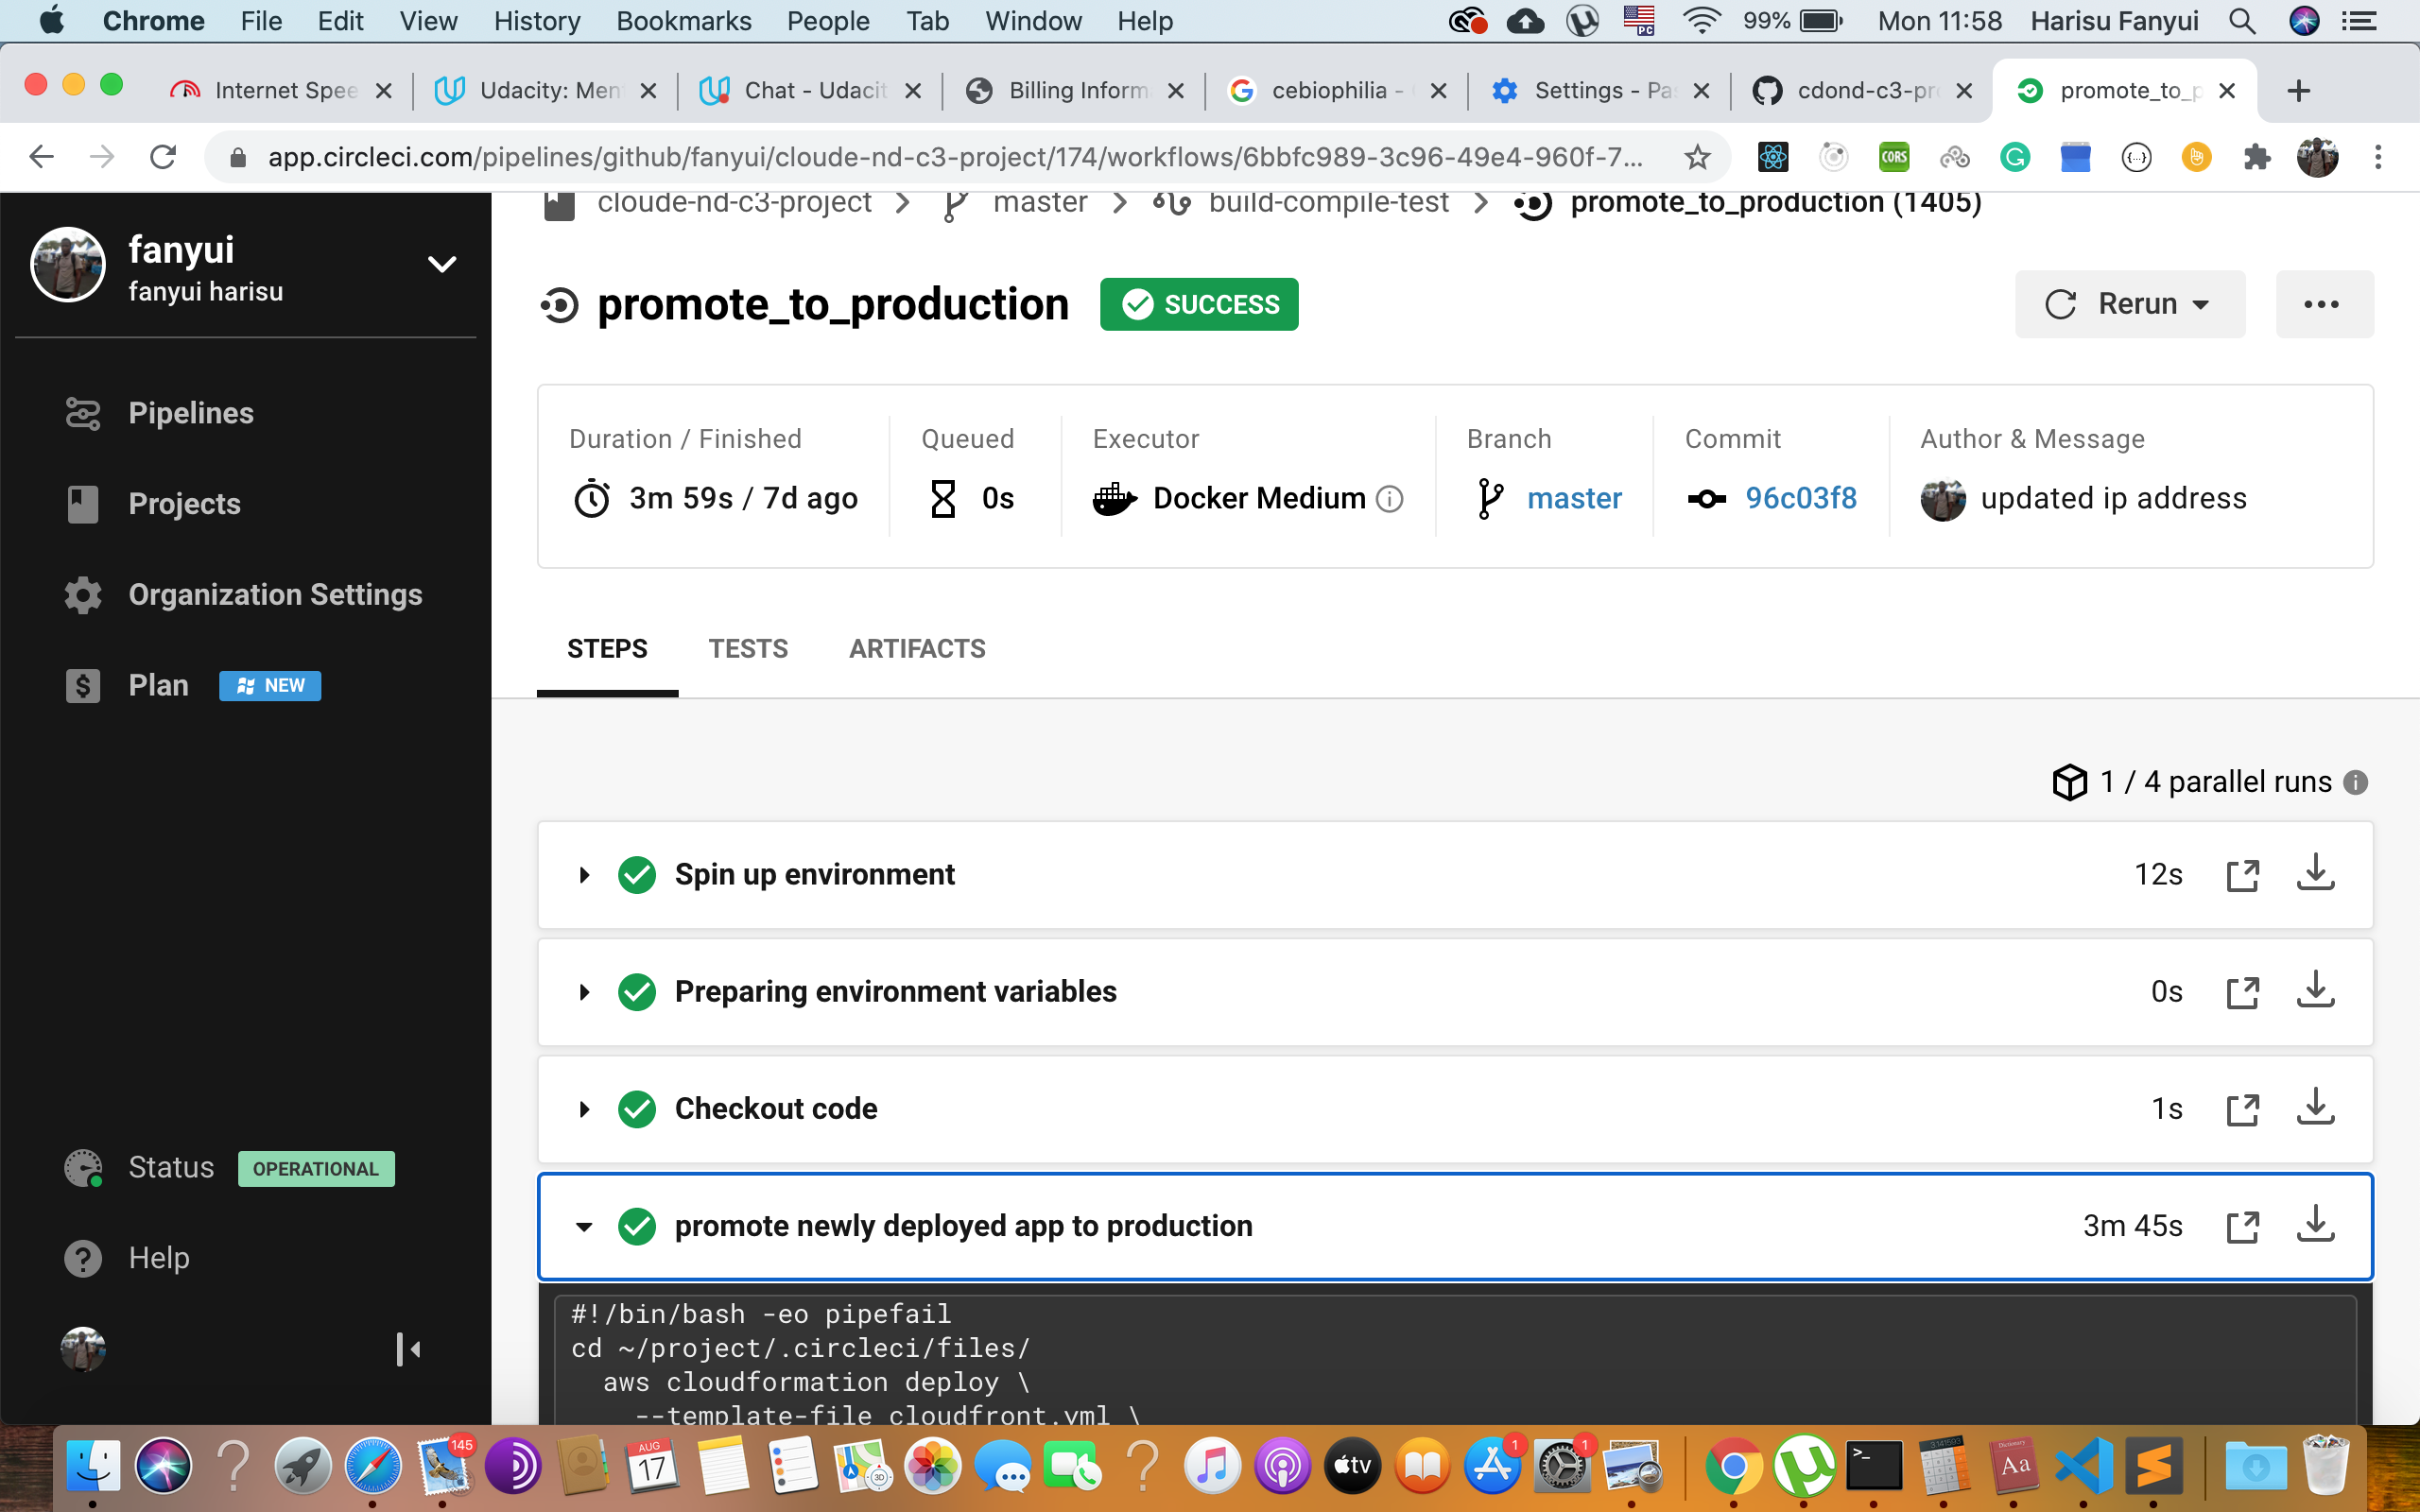 Chrome File Edit View History Bookmarks People Tab Window Help 99% Mon 11:58 Harisu Fanyui
Internet Spee Udacity: Men Chat - Udacit Billing Inform cebiophilia - Settings - Pa cdond-c3-pr promote_to_p
app.circleci.com/pipelines/github/fanyui/cloude-nd-c3-project/174/workflows/6bbfc989-3c96-49e4-960f-7...
cloude-nd-c3-project master build-compile-test promote_to_production (1405)
fanyui
fanyui harisu
Pipelines
Projects
Organization Settings
Plan NEW
Status OPERATIONAL
Help
promote_to_production SUCCESS Rerun
Duration / Finished Queued Executor Branch Commit Author & Message
3m 59s / 7d ago 0s Docker Medium master 96c03f8 updated ip address
STEPS TESTS ARTIFACTS
1 / 4 parallel runs
Spin up environment 12s
Preparing environment variables 0s
Checkout code 1s
promote newly deployed app to production 3m 45s
#!/bin/bash -eo pipefail
cd ~/project/.circleci/files/
aws cloudformation deploy \
--template-file cloudfront.yml \
145 AUG 17 3D tv 1 1 Aa